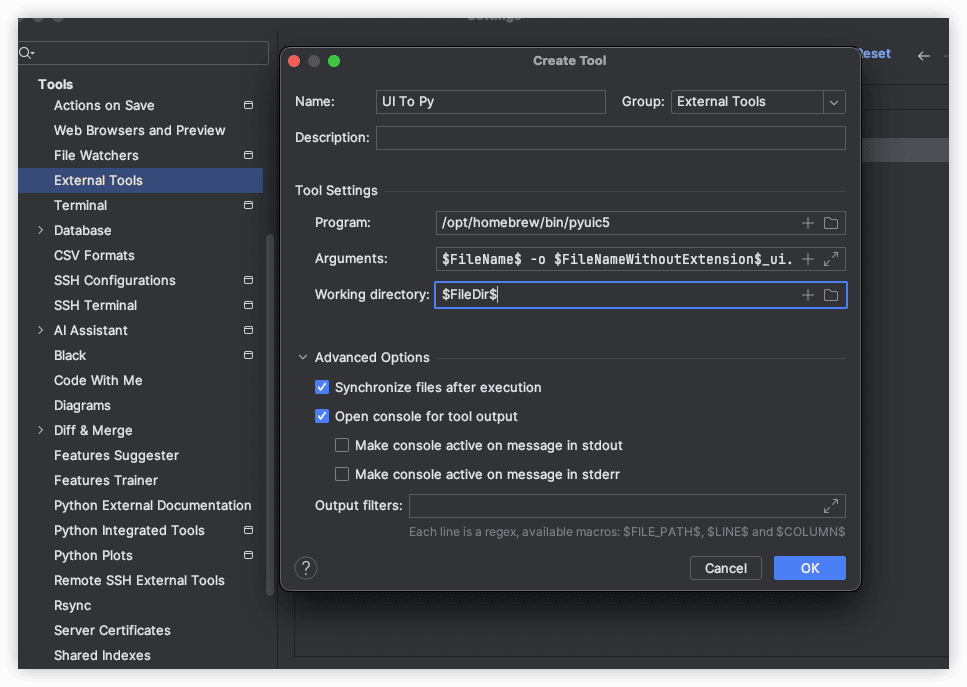 Settings
Tools
Actions on Save
Web Browsers and Preview
File Watchers
External Tools
Terminal
Database
CSV Formats
SSH Configurations
SSH Terminal
AI Assistant
Black
Code With Me
Diagrams
Diff & Merge
Features Suggester
Features Trainer
Python External Documentation
Python Integrated Tools
Python Plots
Remote SSH External Tools
Rsync
Server Certificates
Shared Indexes
Reset
Create Tool
Name: UI To Py Group: External Tools
Description:
Tool Settings
Program: /opt/homebrew/bin/pyuic5
Arguments: $FileName$ -o $FileNameWithoutExtension$_ui.
Working directory: $FileDir$
Advanced Options
Synchronize files after execution
Open console for tool output
Make console active on message in stdout
Make console active on message in stderr
Output filters:
Each line is a regex, available macros: $FILE_PATH$, $LINE$ and $COLUMN$
? Cancel OK